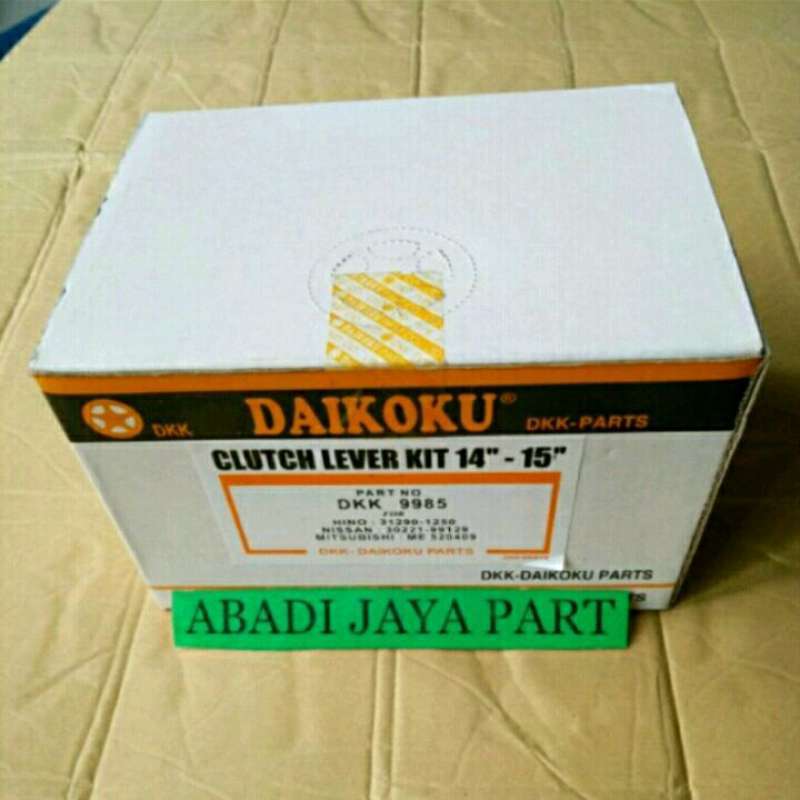 DKK DAIKOKU® DKK-PARTS
CLUTCH LEVER KIT 14" - 15"
PART NO
DKK 9985
FOR
HINO : 31290-1250
NISSAN : 30221-99129
MITSUBISHI : ME 520409
DKK-DAIKOKU PARTS
DKK-DAIKOKU PARTS
ABADI JAYA PART